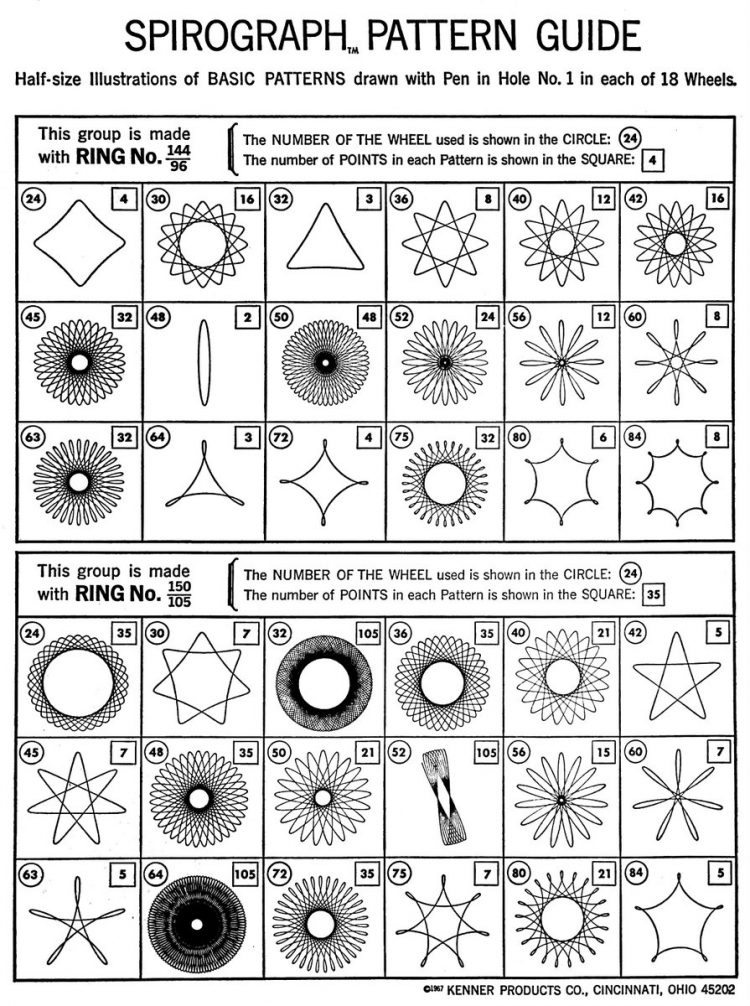 SPIROGRAPH™ PATTERN GUIDE
Half-size Illustrations of BASIC PATTERNS drawn with Pen in Hole No. 1 in each of 18 Wheels.
This group is made
with RING No. 144/96
The NUMBER OF THE WHEEL used is shown in the CIRCLE: 24
The number of POINTS in each Pattern is shown in the SQUARE: 4
24 4 30 16 32 3 36 8 40 12 42 16
45 32 48 2 50 48 52 24 56 12 60 8
63 32 64 3 72 4 75 32 80 6 84 8
This group is made
with RING No. 150/105
The NUMBER OF THE WHEEL used is shown in the CIRCLE: 24
The number of POINTS in each Pattern is shown in the SQUARE: 35
24 35 30 7 32 105 36 35 40 21 42 5
45 7 48 35 50 21 52 105 56 15 60 7
63 5 64 105 72 35 75 7 80 21 84 5
©1967 KENNER PRODUCTS CO., CINCINNATI, OHIO 45202